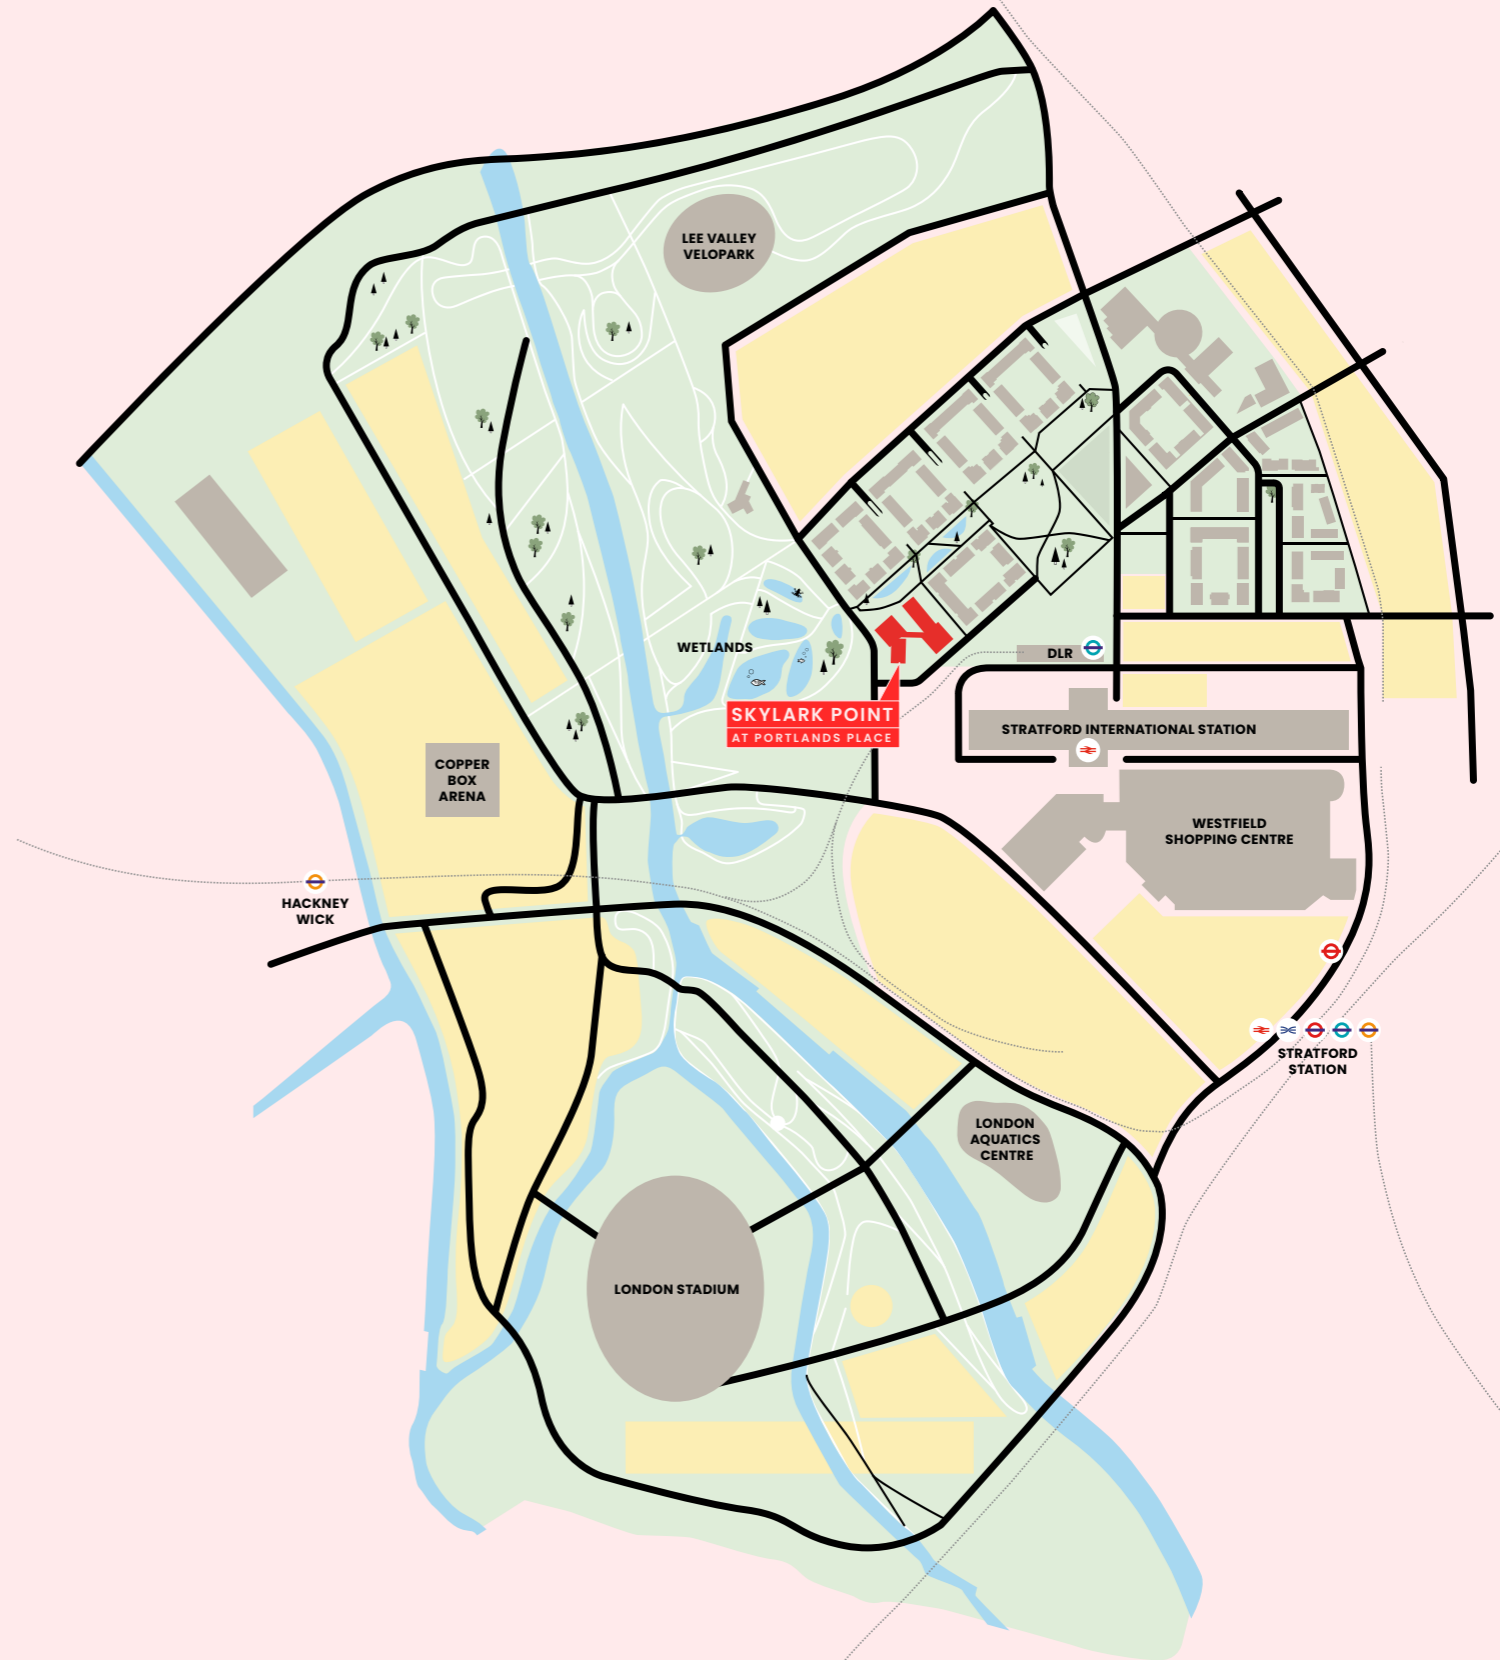 LEE VALLEY
VELOPARK
WETLANDS
DLR
SKYLARK POINT
AT PORTLANDS PLACE
STRATFORD INTERNATIONAL STATION
COPPER
BOX
ARENA
WESTFIELD
SHOPPING CENTRE
HACKNEY
WICK
STRATFORD
STATION
LONDON
AQUATICS
CENTRE
LONDON STADIUM